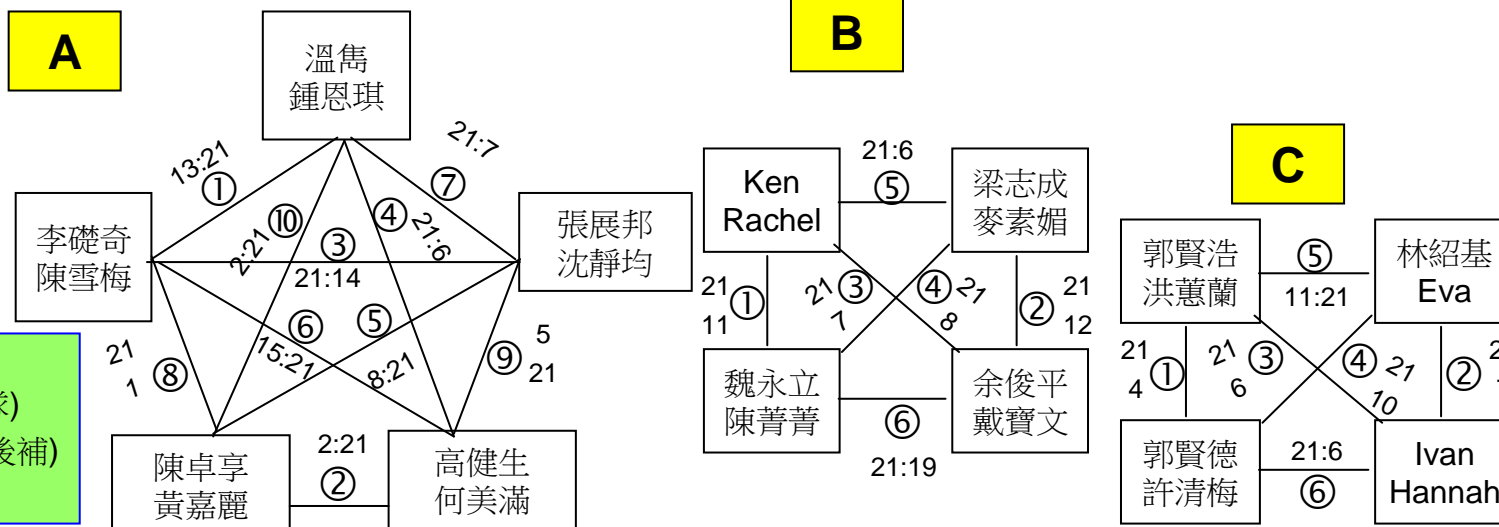 A
溫雋
鍾恩琪
13:21
①
21:7
⑦
李礎奇
陳雪梅
2:21
⑩
③
21:14
④
21:6
張展邦
沈靜均
⑥
⑤
15:21
8:21
21
1
⑧
⑨
5
21
後補)
陳卓享
黃嘉麗
2:21
②
高健生
何美滿
B
Ken
Rachel
21:6
⑤
梁志成
麥素媚
21
11
①
21
7
③
④
21
8
②
21
12
魏永立
陳菁菁
⑥
21:19
余俊平
戴寶文
C
郭賢浩
洪蕙蘭
⑤
11:21
林紹基
Eva
21
4
①
21
6
③
④
21
10
②
郭賢德
許清梅
21:6
⑥
Ivan
Hannah